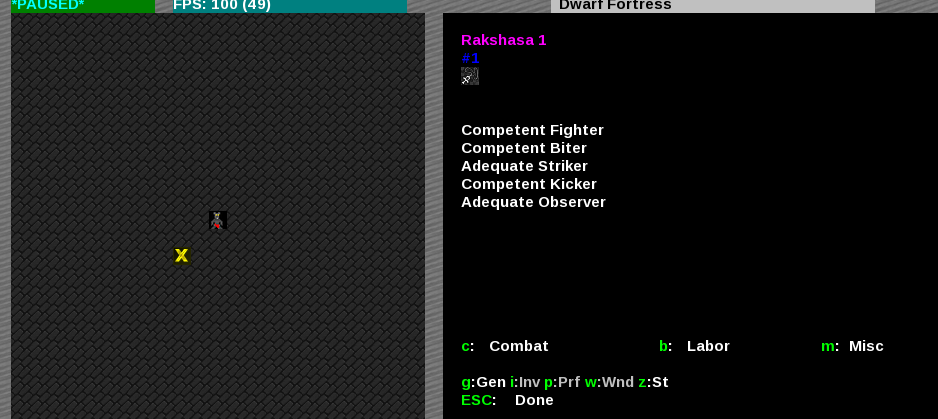 *PAUSED* FPS: 100 (49) Dwarf Fortress
Rakshasa 1
#1
Competent Fighter
Competent Biter
Adequate Striker
Competent Kicker
Adequate Observer
c: Combat b: Labor m: Misc
g:Gen i:Inv p:Prf w:Wnd z:St
ESC: Done
X